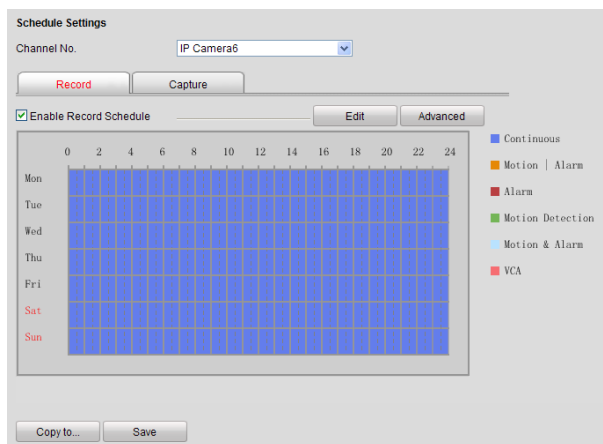 Schedule Settings
Channel No. IP Camera6
Record Capture
Enable Record Schedule Edit Advanced
0 2 4 6 8 10 12 14 16 18 20 22 24
Mon
Tue
Wed
Thu
Fri
Sat
Sun
Continuous
Motion | Alarm
Alarm
Motion Detection
Motion & Alarm
VCA
Copy to... Save